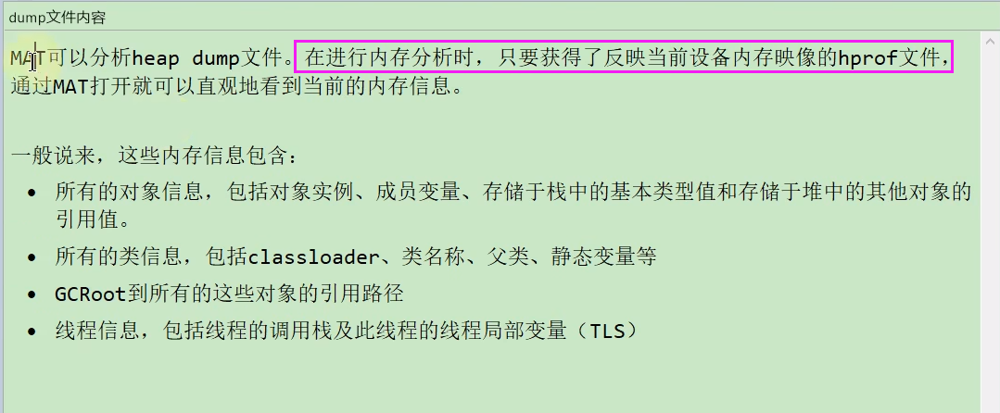 dump文件内容
MAT可以分析heap dump文件。在进行内存分析时，只要获得了反映当前设备内存映像的hprof文件，
通过MAT打开就可以直观地看到当前的内存信息。
一般说来，这些内存信息包含：
• 所有的对象信息，包括对象实例、成员变量、存储于栈中的基本类型值和存储于堆中的其他对象的
引用值。
• 所有的类信息，包括classloader、类名称、父类、静态变量等
• GCRoot到所有的这些对象的引用路径
• 线程信息，包括线程的调用栈及此线程的线程局部变量（TLS）